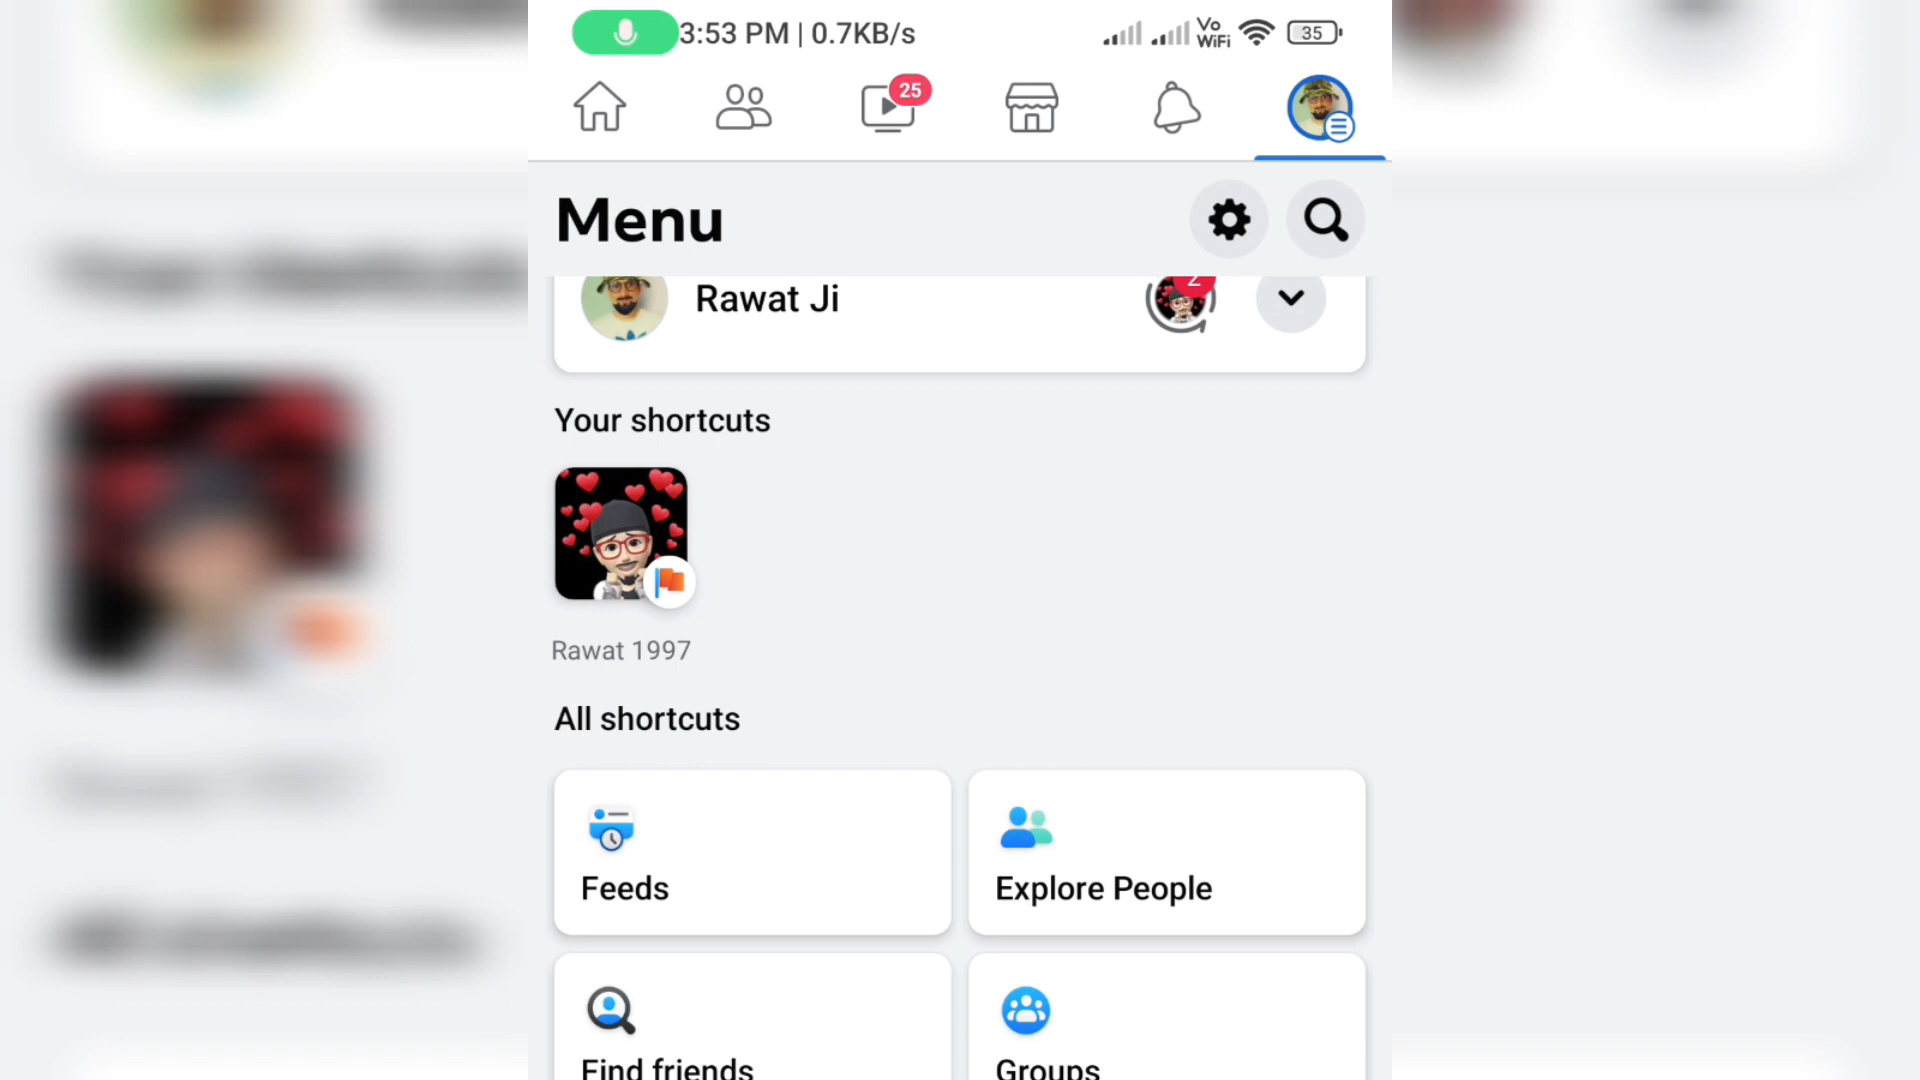 3:53 PM | 0.7KB/s
Vo
WiFi
35
25
Menu
2
Rawat Ji
Your shortcuts
Rawat 1997
All shortcuts
Feeds
Explore People
Find friends
Groups